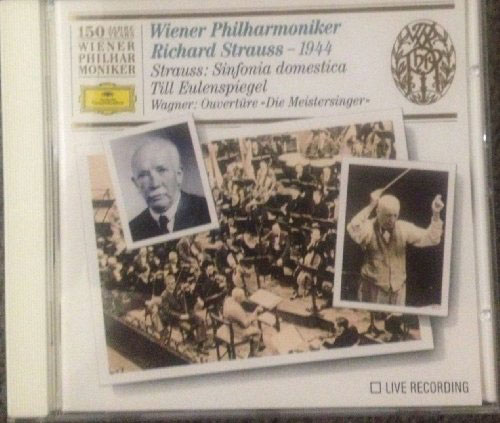 150 JAHRE
WIENER
PHILHAR
MONIKER
Wiener Philharmoniker
Richard Strauss – 1944
Strauss: Sinfonia domestica
Till Eulenspiegel
Wagner: Ouvertüre «Die Meistersinger»
LIVE RECORDING